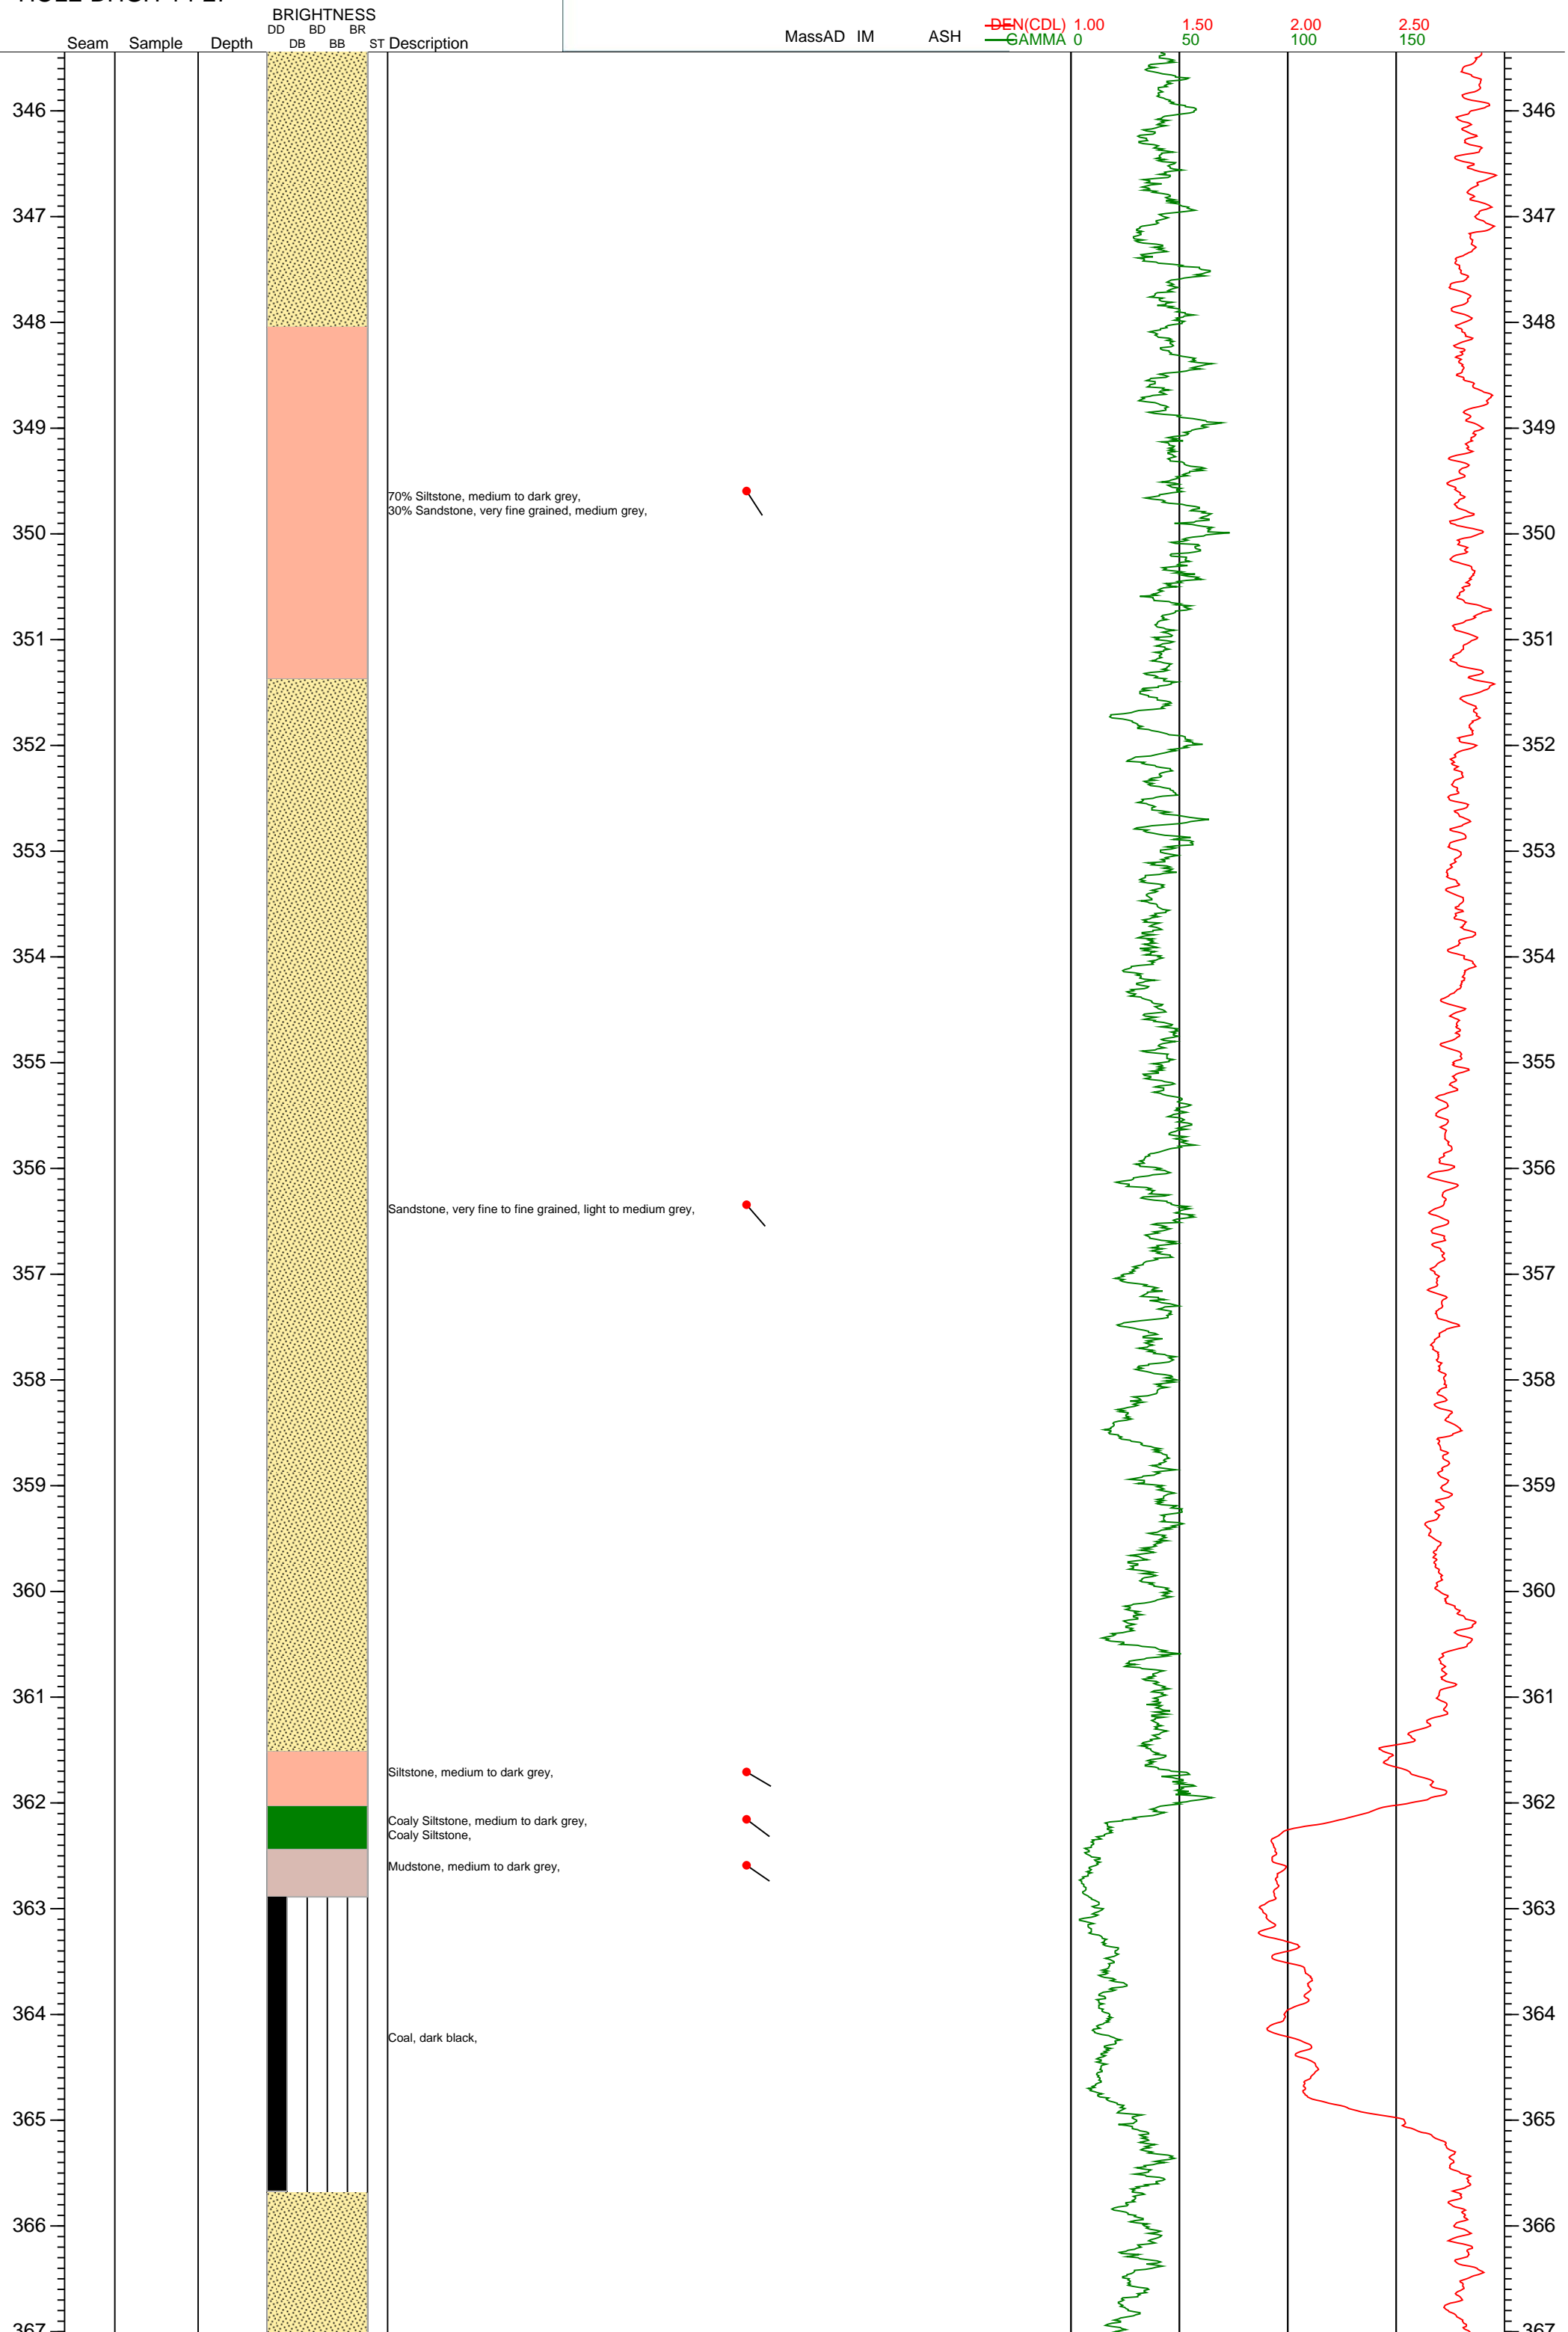 BRIGHTNESS
DD BD BR
DB BB ST
Seam Sample Depth Description MassAD IM ASH
DEN(CDL) 1.00 1.50 2.00 2.50
GAMMA 0 50 100 150
346 346
347 347
348 348
349 349
70% Siltstone, medium to dark grey,
30% Sandstone, very fine grained, medium grey,
350 350
351 351
352 352
353 353
354 354
355 355
356 356
Sandstone, very fine to fine grained, light to medium grey,
357 357
358 358
359 359
360 360
361 361
Siltstone, medium to dark grey,
362 362
Coaly Siltstone, medium to dark grey,
Coaly Siltstone,
Mudstone, medium to dark grey,
363 363
364 364
Coal, dark black,
365 365
366 366
367 367